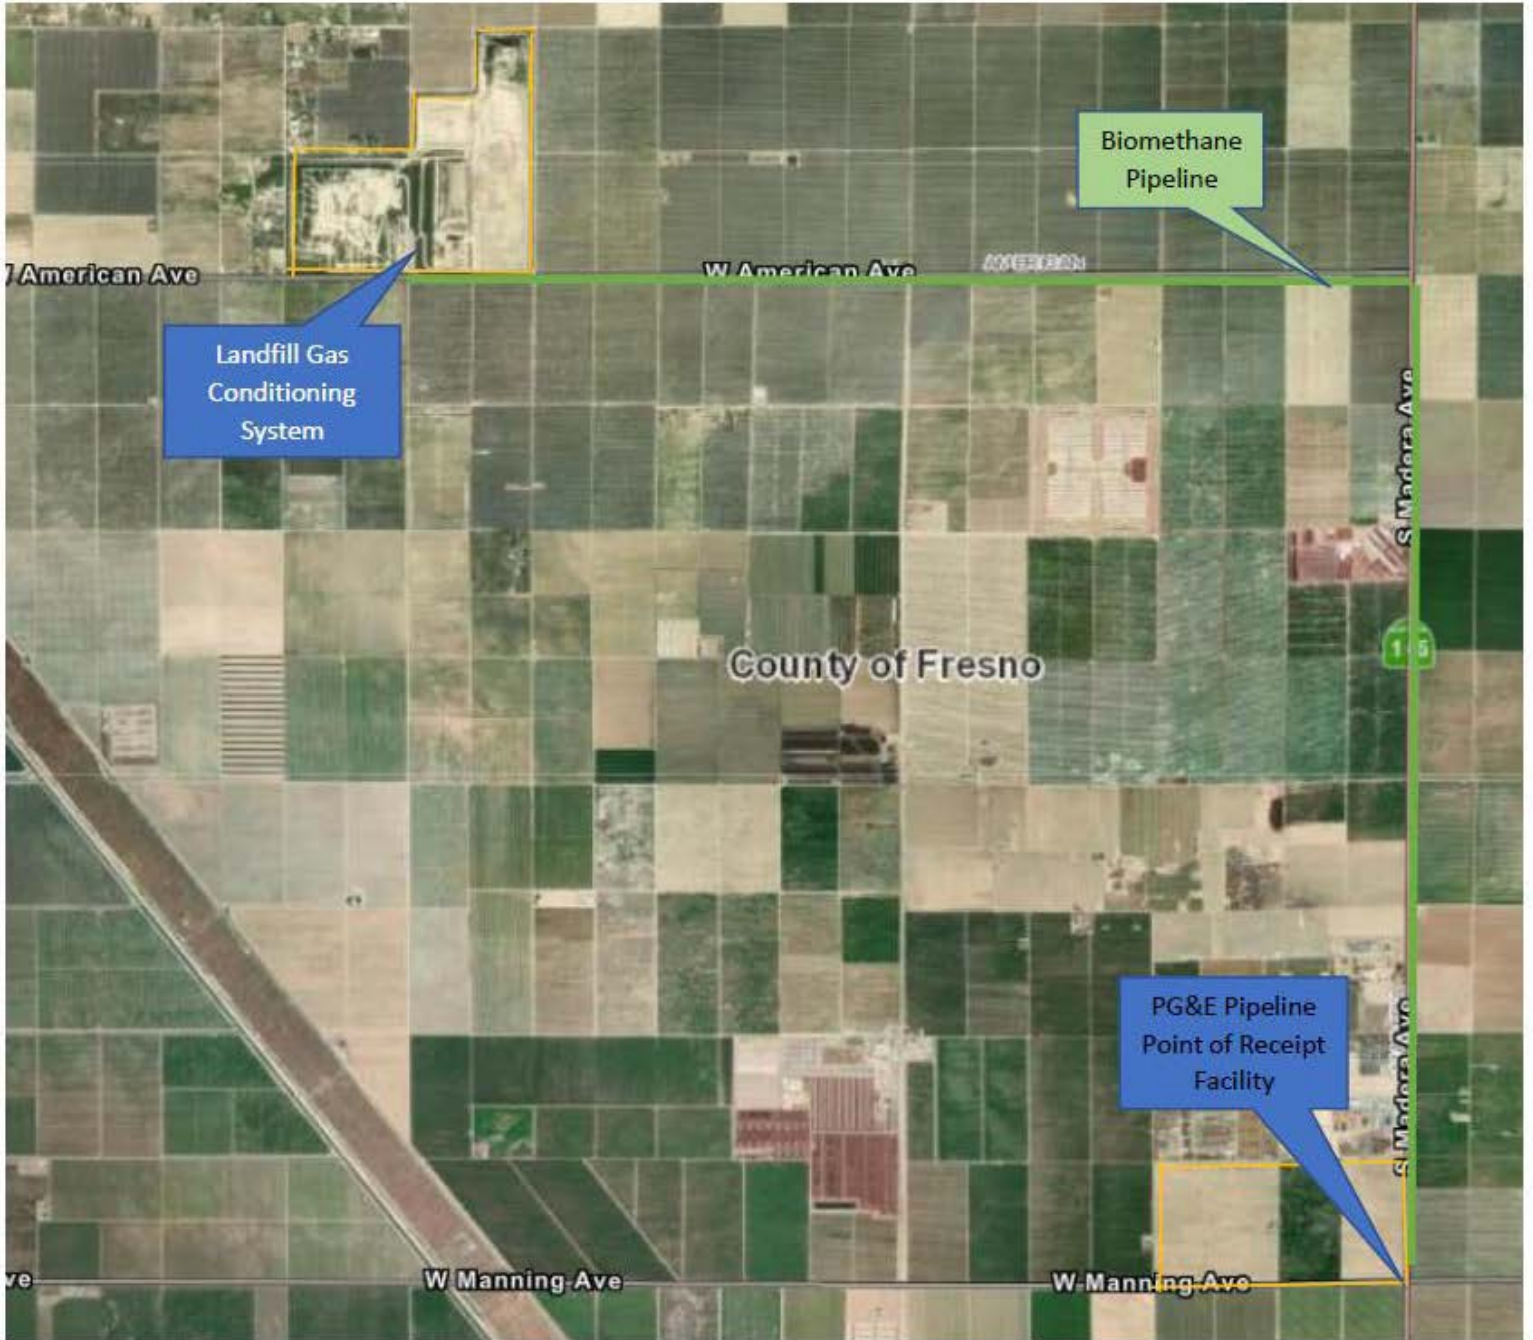 Biomethane
Pipeline
W American Ave
American Ave
Landfill Gas
Conditioning
System
S Madera Ave
County of Fresno
PG&E Pipeline
Point of Receipt
Facility
S Madera Ave
ve
W Manning Ave
W Manning Ave